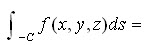 ∫_{-C} f(x, y, z)ds =